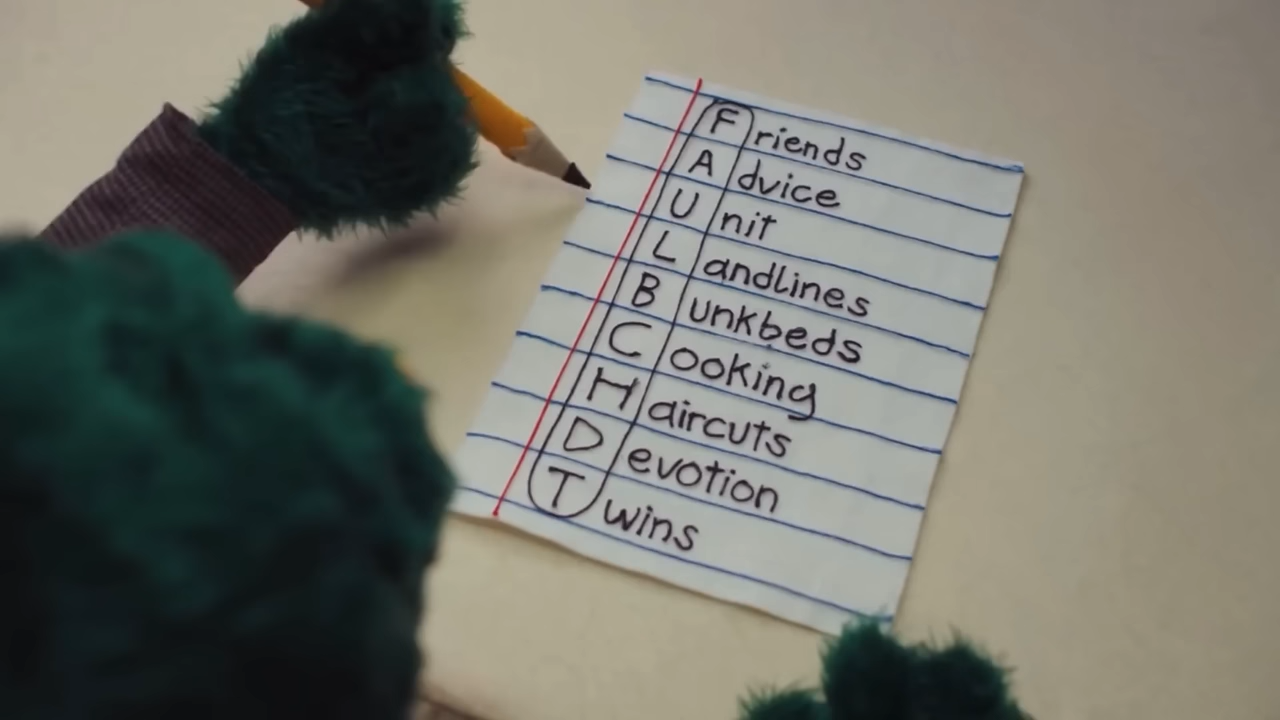 Friends
Advice
Unit
Landlines
Bunkbeds
Cooking
Haircuts
Devotion
Twins